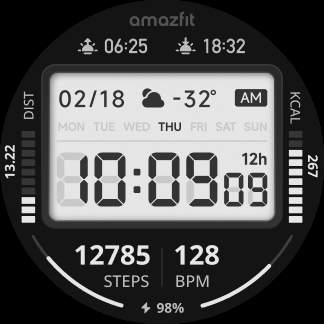 amazfit
06:25 18:32
02/18 -32° AM
MON TUE WED THU FRI SAT SUN
12h
10:09 09
DIST
13.22
KCAL
267
12785 128
STEPS BPM
98%